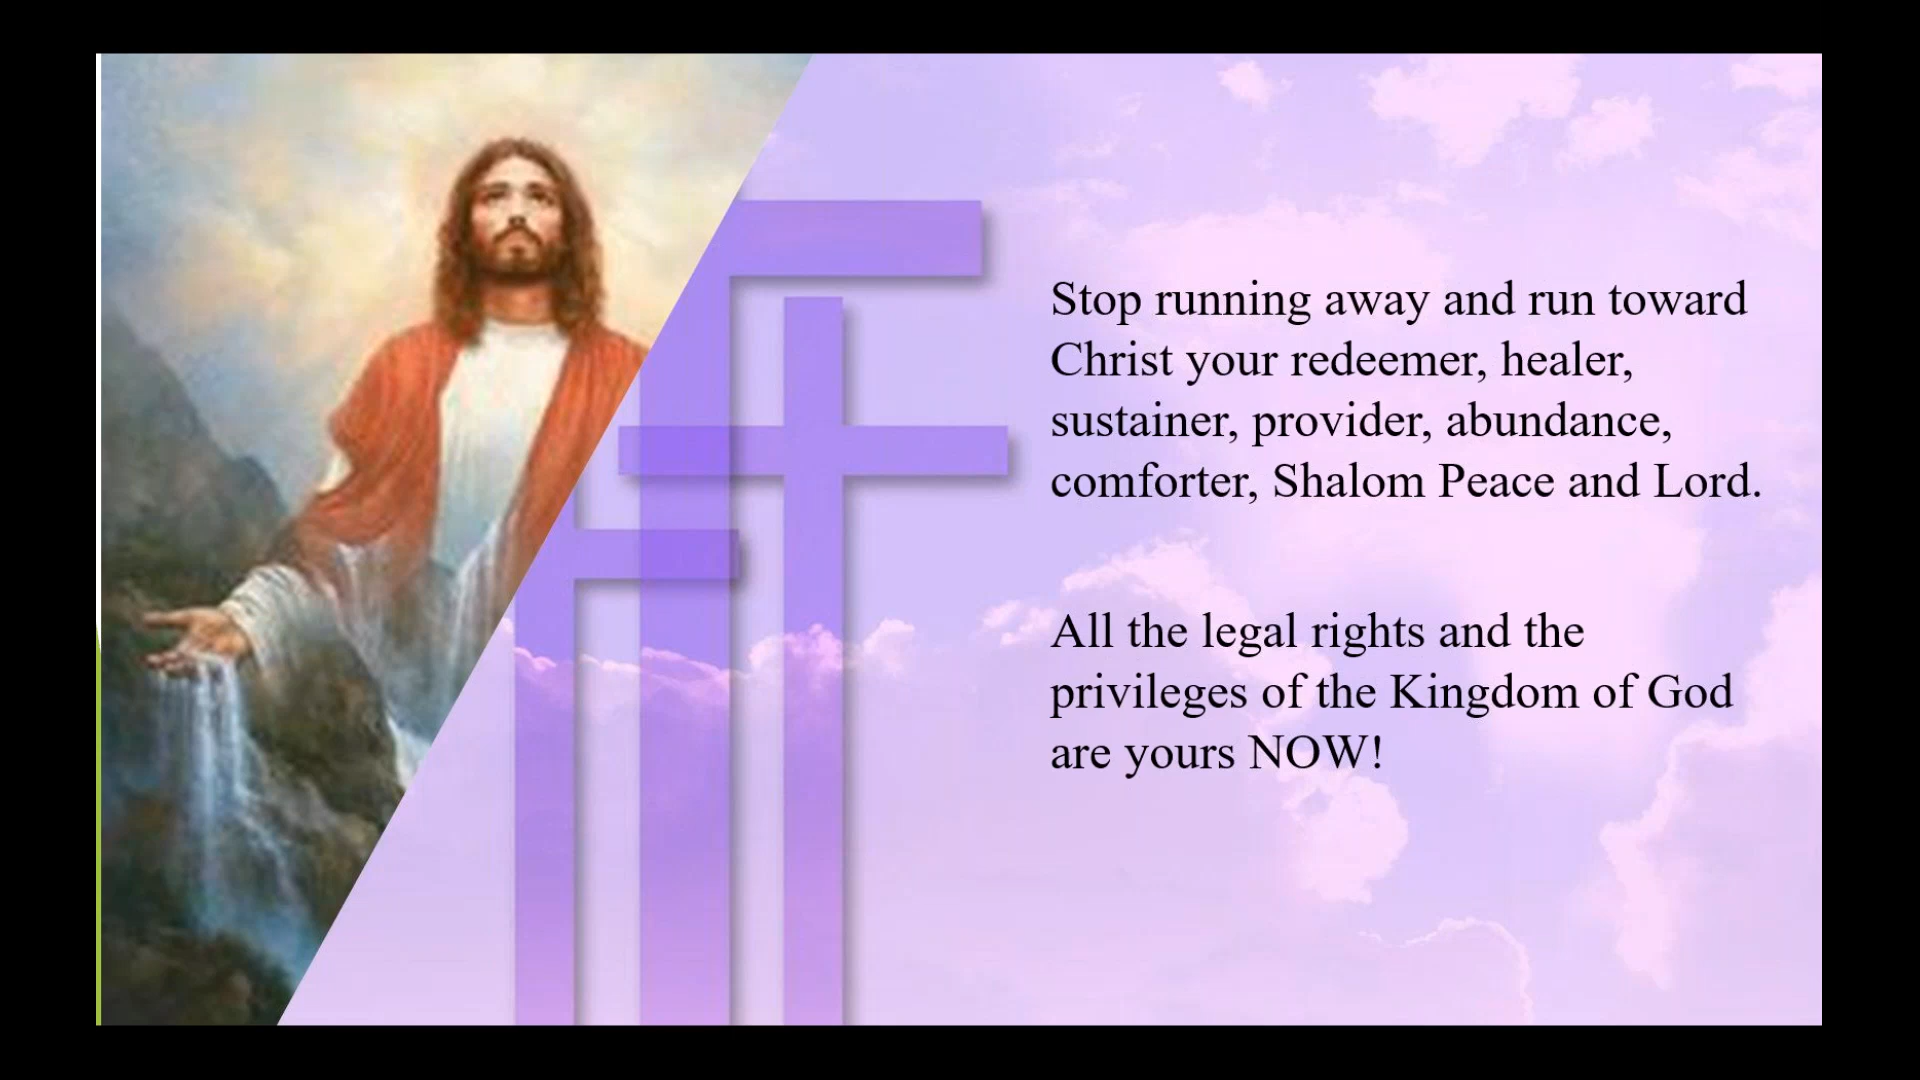 Stop running away and run toward
Christ your redeemer, healer,
sustainer, provider, abundance,
comforter, Shalom Peace and Lord.
All the legal rights and the
privileges of the Kingdom of God
are yours NOW!